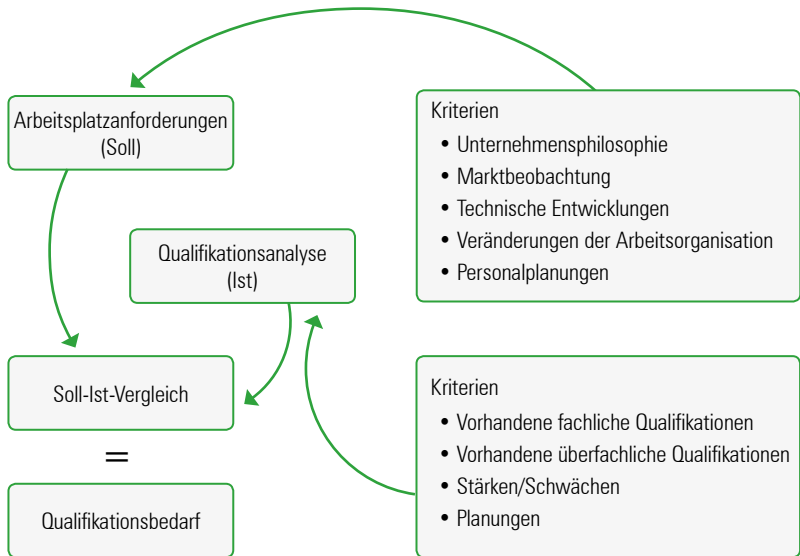 Arbeitsplatzanforderungen
(Soll)
Kriterien
• Unternehmensphilosophie
• Marktbeobachtung
• Technische Entwicklungen
• Veränderungen der Arbeitsorganisation
• Personalplanungen
Qualifikationsanalyse
(Ist)
Soll-Ist-Vergleich
=
Qualifikationsbedarf
Kriterien
• Vorhandene fachliche Qualifikationen
• Vorhandene überfachliche Qualifikationen
• Stärken/Schwächen
• Planungen